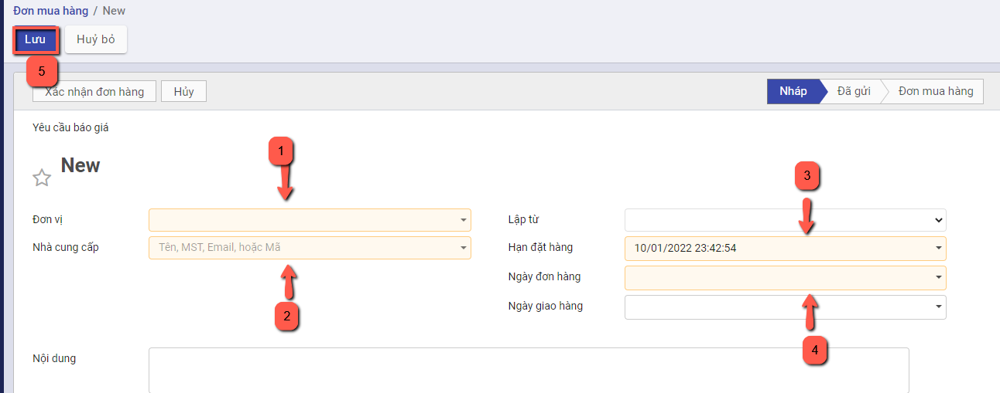 Đơn mua hàng / New
Lưu Huỷ bỏ
5
Xác nhận đơn hàng Hủy Nháp Đã gửi Đơn mua hàng
Yêu cầu báo giá
1
New
3
Đơn vị Lập từ
Nhà cung cấp Tên, MST, Email, hoặc Mã Hạn đặt hàng 10/01/2022 23:42:54
Ngày đơn hàng
Ngày giao hàng
2
4
Nội dung